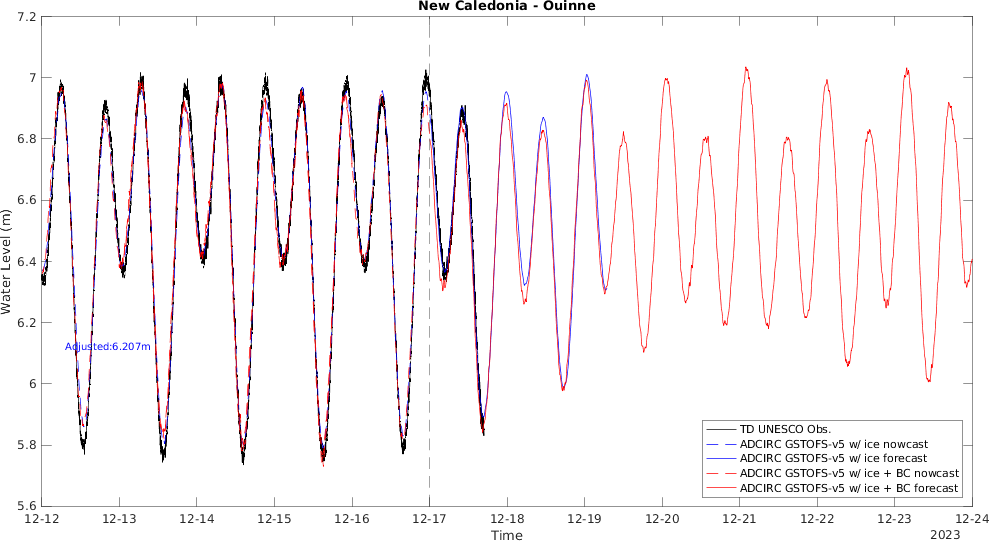 New Caledonia - Ouinne
7.2
7
6.8
6.6
6.4
6.2
6
5.8
5.6
Water Level (m)
Adjusted:6.207m
TD UNESCO Obs.
ADCIRC GSTOFS-v5 w/ ice nowcast
ADCIRC GSTOFS-v5 w/ ice forecast
ADCIRC GSTOFS-v5 w/ ice + BC nowcast
ADCIRC GSTOFS-v5 w/ ice + BC forecast
12-12 12-13 12-14 12-15 12-16 12-17 12-18 12-19 12-20 12-21 12-22 12-23 12-24
Time
2023